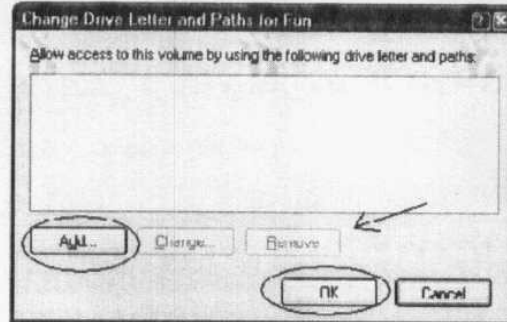 Change Drive Letter and Paths for Fun
Allow access to this volume by using the following drive letter and paths:
Add... Change... Remove
OK Cancel